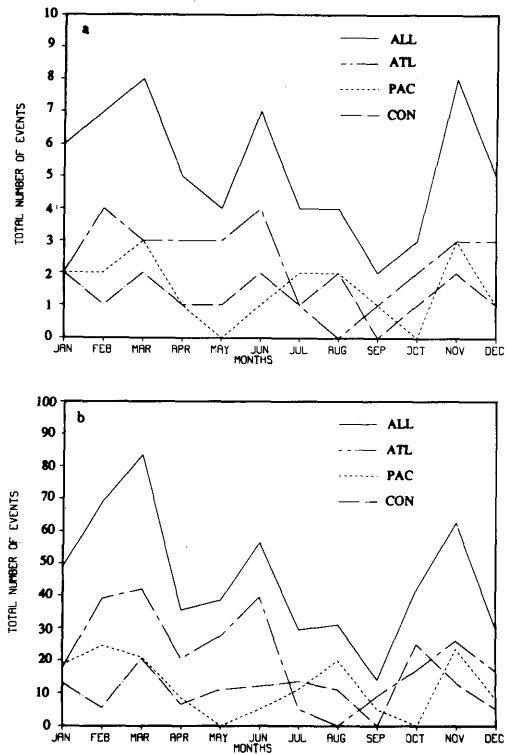 10
9
8
7
6
5
4
3
2
1
0
TOTAL NUMBER OF EVENTS
a
ALL
ATL
PAC
CON
JAN FEB MAR APR MAY JUN JUL AUG SEP OCT NOV DEC
MONTHS
100
90
80
70
60
50
40
30
20
10
0
TOTAL NUMBER OF EVENTS
b
ALL
ATL
PAC
CON
JAN FEB MAR APR MAY JUN JUL AUG SEP OCT NOV DEC
MONTHS